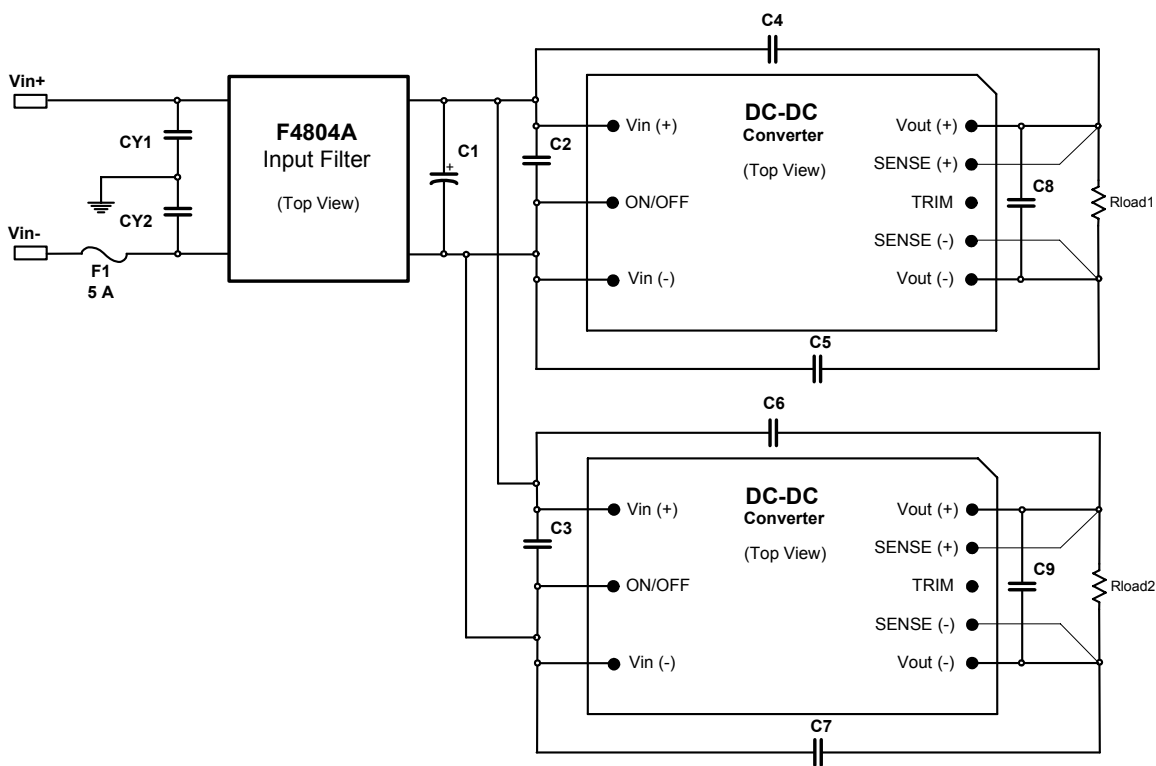 C4
Vin+
CY1
CY2
Vin-
F1
5 A
F4804A
Input Filter
(Top View)
C1
+
C2
DC-DC
Converter
(Top View)
Vin (+)
ON/OFF
Vin (-)
Vout (+)
SENSE (+)
TRIM
SENSE (-)
Vout (-)
C8
Rload1
C5
C6
C3
DC-DC
Converter
(Top View)
Vin (+)
ON/OFF
Vin (-)
Vout (+)
SENSE (+)
TRIM
SENSE (-)
Vout (-)
C9
Rload2
C7